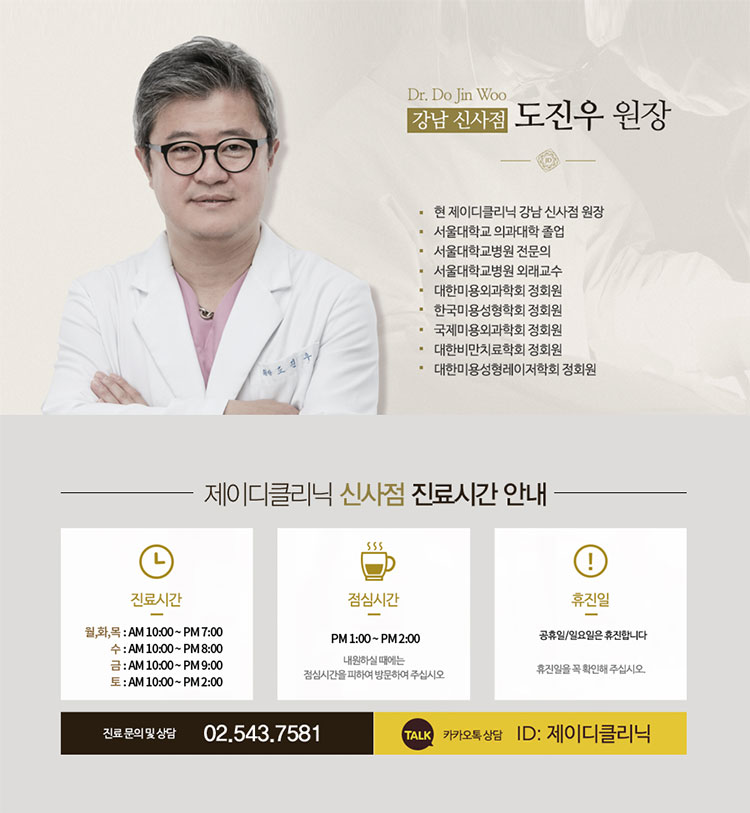 Dr. Do Jin Woo
강남 신사점 도진우 원장
현 제이디클리닉 강남 신사점 원장
서울대학교 의과대학 졸업
서울대학교병원 전문의
서울대학교병원 외래교수
대한미용외과학회 정회원
한국미용성형학회 정회원
국제미용외과학회 정회원
대한비만치료학회 정회원
대한미용성형레이저학회 정회원
도진우
제이디클리닉 신사점 진료시간 안내
진료시간
월,화,목 : AM 10:00 ~ PM 7:00
수 : AM 10:00 ~ PM 8:00
금 : AM 10:00 ~ PM 9:00
토 : AM 10:00 ~ PM 2:00
점심시간
PM 1:00 ~ PM 2:00
내원하실 때에는
점심시간을 피하여 방문하여 주십시오
휴진일
공휴일/일요일은 휴진합니다
휴진일을 꼭 확인해 주십시오.
진료 문의 및 상담 02.543.7581
TALK 카카오톡 상담 ID: 제이디클리닉